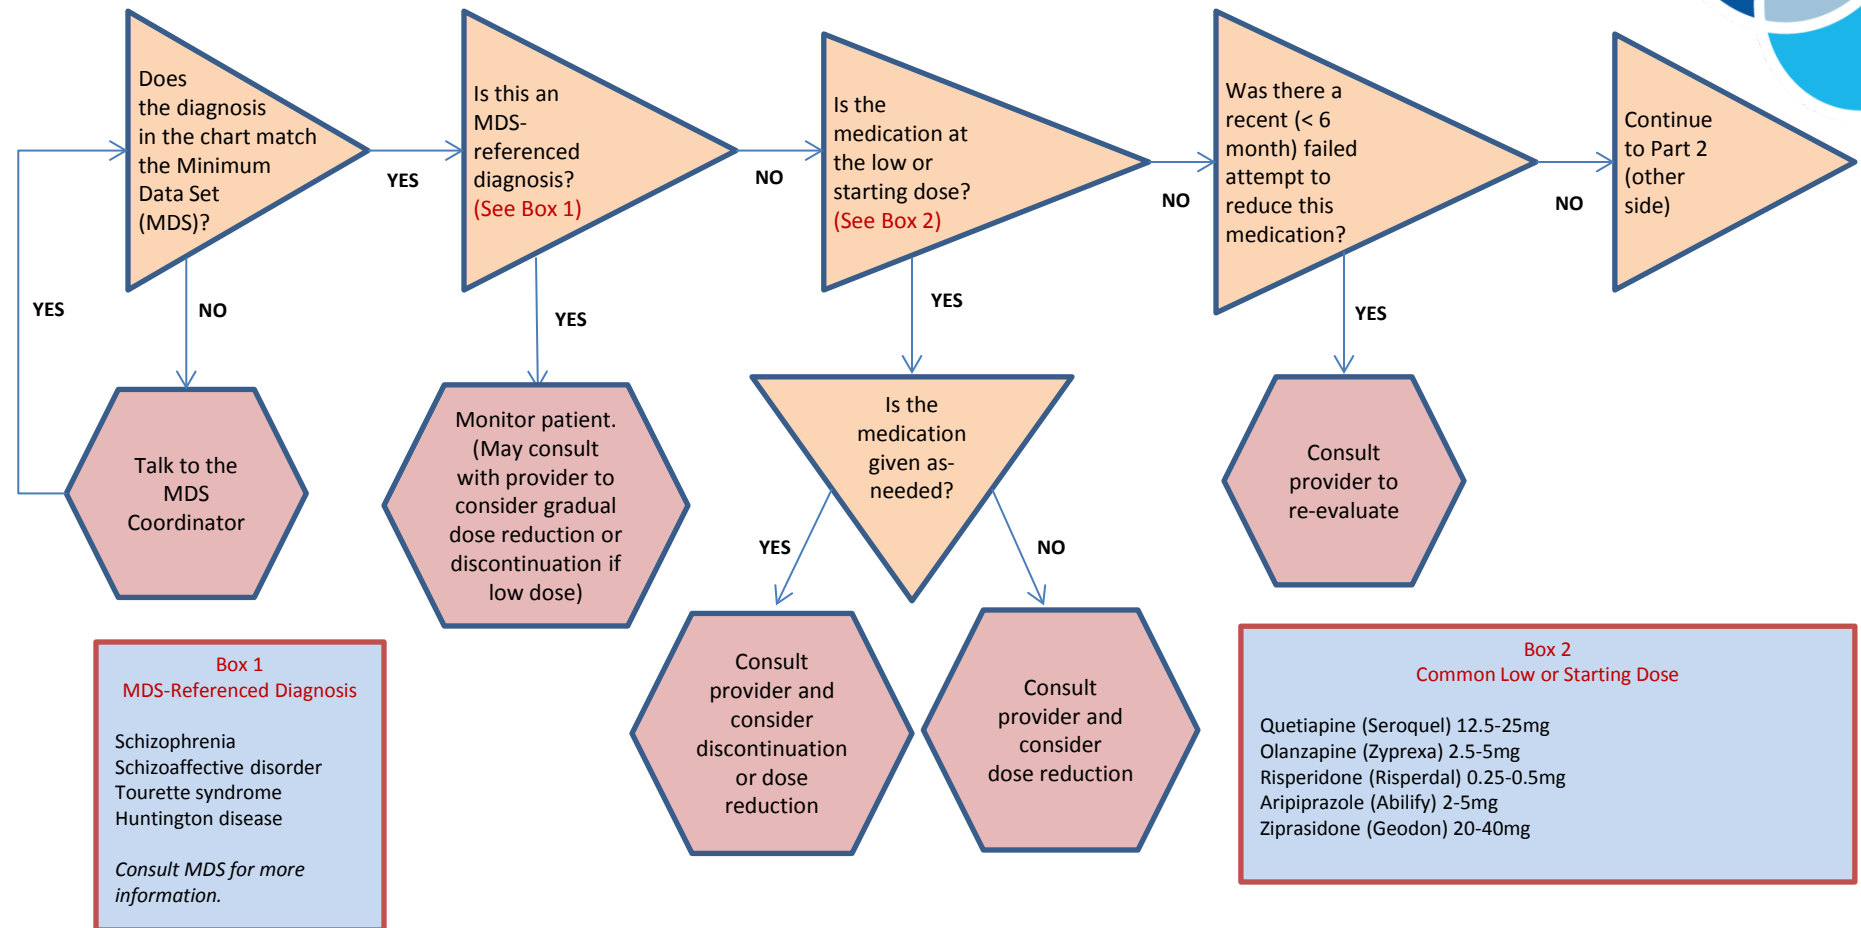 Does
the diagnosis
in the chart match
the Minimum
Data Set
(MDS)?
YES
Is this an
MDS-
referenced
diagnosis?
(See Box 1)
NO
Is the
medication at
the low or
starting dose?
(See Box 2)
NO
Was there a
recent (< 6
month) failed
attempt to
reduce this
medication?
NO
Continue
to Part 2
(other
side)
YES
NO
YES
YES
YES
Talk to the
MDS
Coordinator
Monitor patient.
(May consult
with provider to
consider gradual
dose reduction or
discontinuation if
low dose)
Is the
medication
given as-
needed?
YES
NO
Consult
provider to
re-evaluate
Consult
provider and
consider
discontinuation
or dose
reduction
Consult
provider and
consider
dose reduction
Box 1
MDS-Referenced Diagnosis
Schizophrenia
Schizoaffective disorder
Tourette syndrome
Huntington disease
Consult MDS for more
information.
Box 2
Common Low or Starting Dose
Quetiapine (Seroquel) 12.5-25mg
Olanzapine (Zyprexa) 2.5-5mg
Risperidone (Risperdal) 0.25-0.5mg
Aripiprazole (Abilify) 2-5mg
Ziprasidone (Geodon) 20-40mg